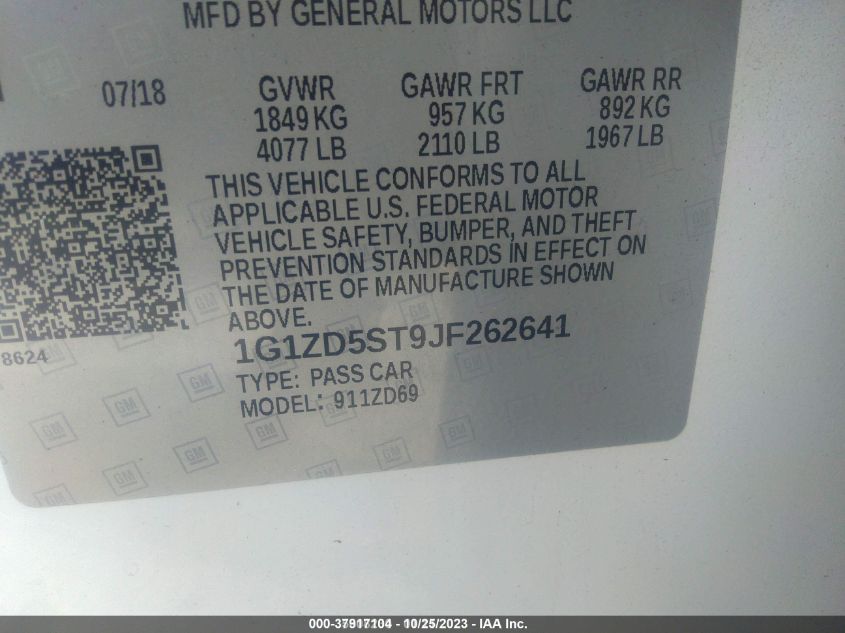 MFD BY GENERAL MOTORS LLC
07/18 GVWR GAWR FRT GAWR RR
1849 KG 957 KG 892 KG
4077 LB 2110 LB 1967 LB
THIS VEHICLE CONFORMS TO ALL
APPLICABLE U.S. FEDERAL MOTOR
VEHICLE SAFETY, BUMPER, AND THEFT
PREVENTION STANDARDS IN EFFECT ON
THE DATE OF MANUFACTURE SHOWN
ABOVE.
8624
1G1ZD5ST9JF262641
TYPE: PASS CAR
MODEL: 911ZD69
GM
000-37917104 - 10/25/2023 - IAA Inc.